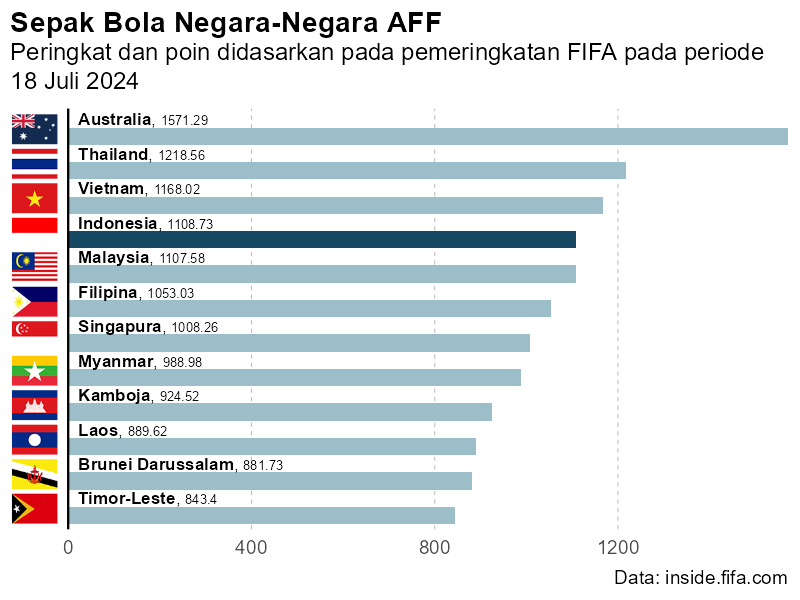 Sepak Bola Negara-Negara AFF
Peringkat dan poin didasarkan pada pemeringkatan FIFA pada periode
18 Juli 2024
Australia, 1571.29
Thailand, 1218.56
Vietnam, 1168.02
Indonesia, 1108.73
Malaysia, 1107.58
Filipina, 1053.03
Singapura, 1008.26
Myanmar, 988.98
Kamboja, 924.52
Laos, 889.62
Brunei Darussalam, 881.73
Timor-Leste, 843.4
0 400 800 1200
Data: inside.fifa.com